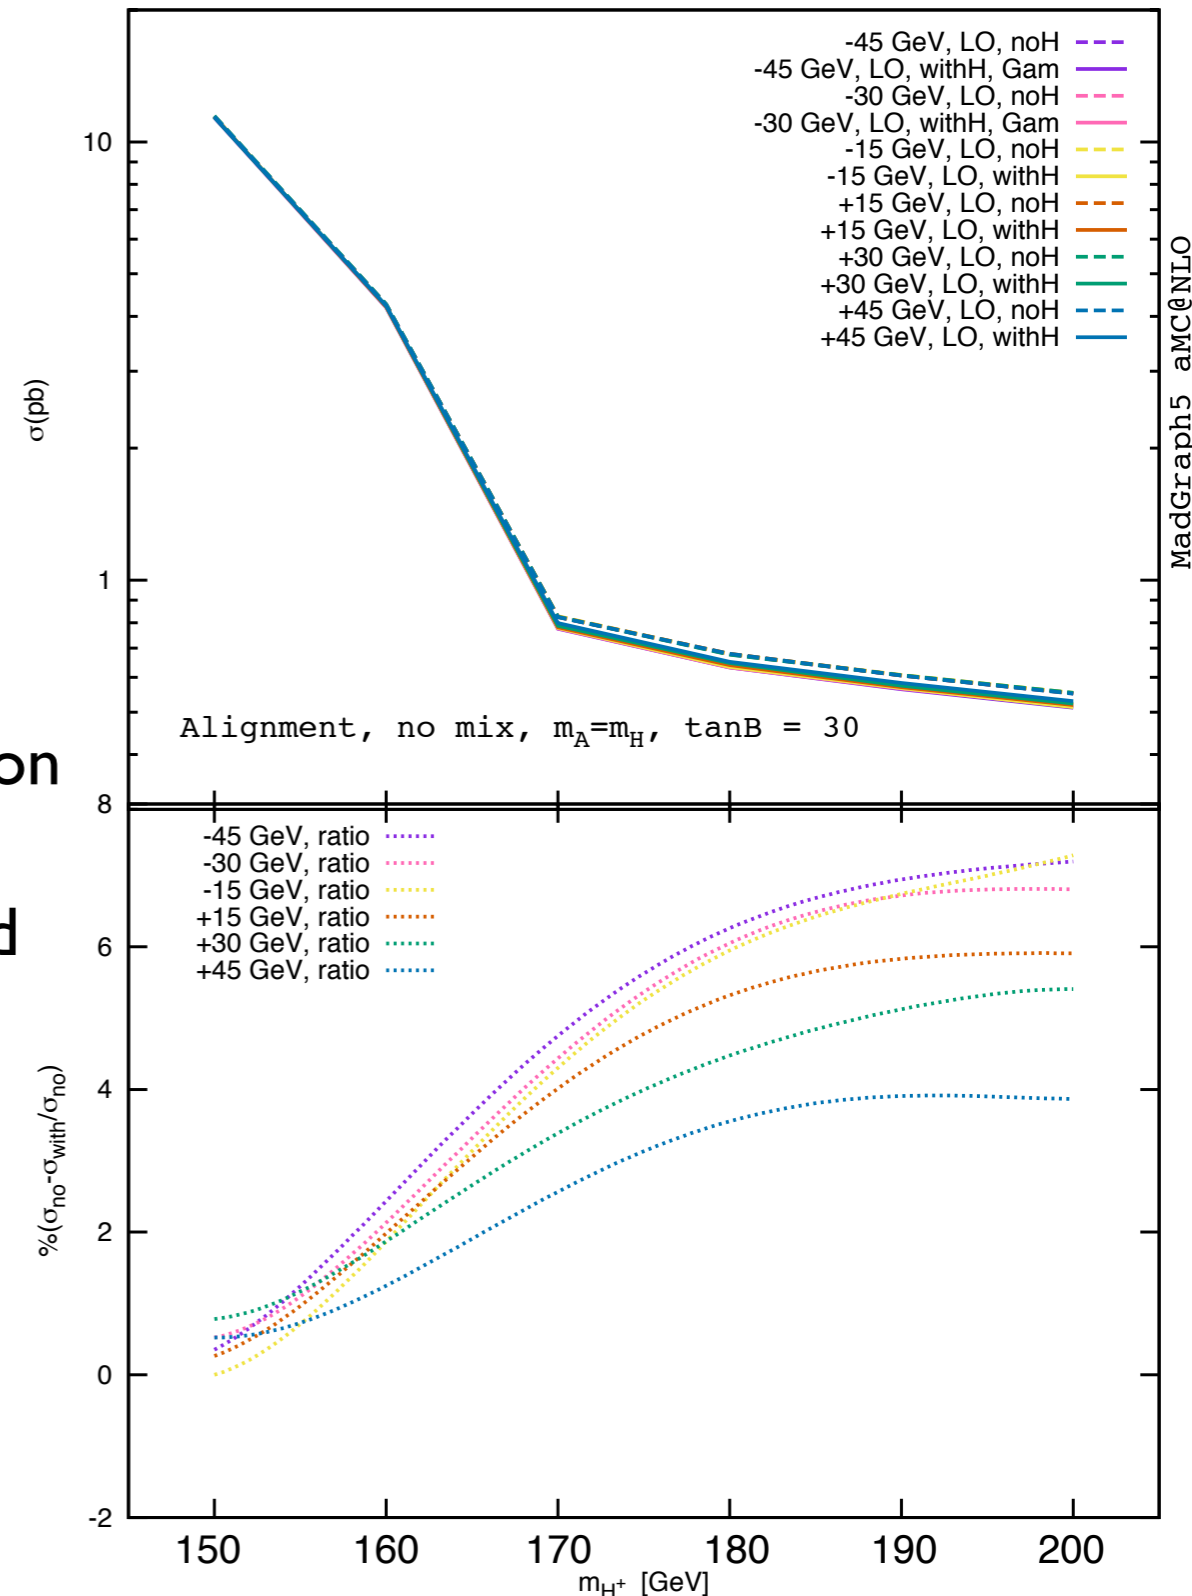 -45 GeV, LO, noH
-45 GeV, LO, withH, Gam
-30 GeV, LO, noH
-30 GeV, LO, withH, Gam
-15 GeV, LO, noH
-15 GeV, LO, withH
+15 GeV, LO, noH
+15 GeV, LO, withH
+30 GeV, LO, noH
+30 GeV, LO, withH
+45 GeV, LO, noH
+45 GeV, LO, withH
10
1
σ(pb)
MadGraph5 aMC@NLO
Alignment, no mix, m_A=m_H, tanB = 30
on
d
-45 GeV, ratio
-30 GeV, ratio
-15 GeV, ratio
+15 GeV, ratio
+30 GeV, ratio
+45 GeV, ratio
8
6
4
2
0
-2
%(σ_no-σ_with/σ_no)
150 160 170 180 190 200
m_H+ [GeV]